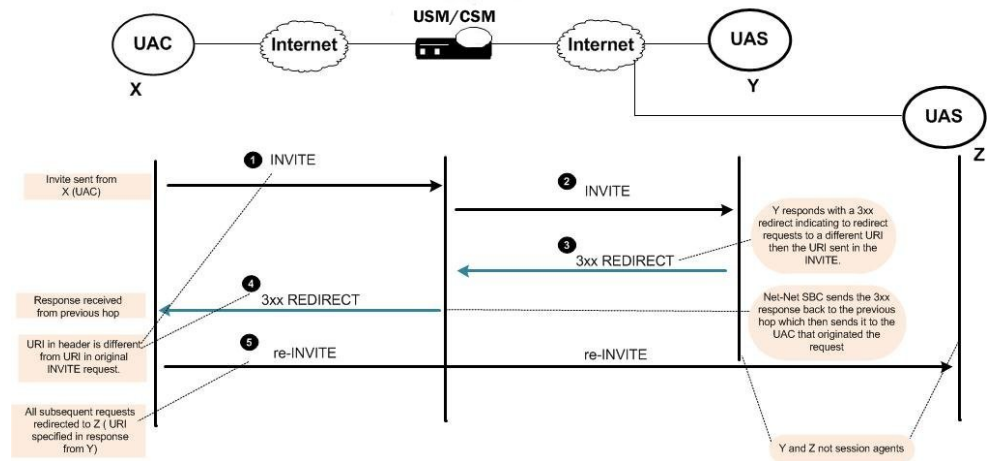 USM/CSM
UAC
Internet
Internet
UAS
X
Y
UAS
Z
1 INVITE
Invite sent from
X (UAC)
2 INVITE
Y responds with a 3xx
redirect indicating to redirect
requests to a different URI
then the URI sent in the
INVITE.
3
3xx REDIRECT
4
3xx REDIRECT
Response received
from previous hop
Net-Net SBC sends the 3xx
response back to the previous
hop which then sends it to the
UAC that originated the
request
URI in header is different
from URI in original
INVITE request.
5
re-INVITE
re-INVITE
All subsequent requests
redirected to Z ( URI
specified in response
from Y)
Y and Z not session agents